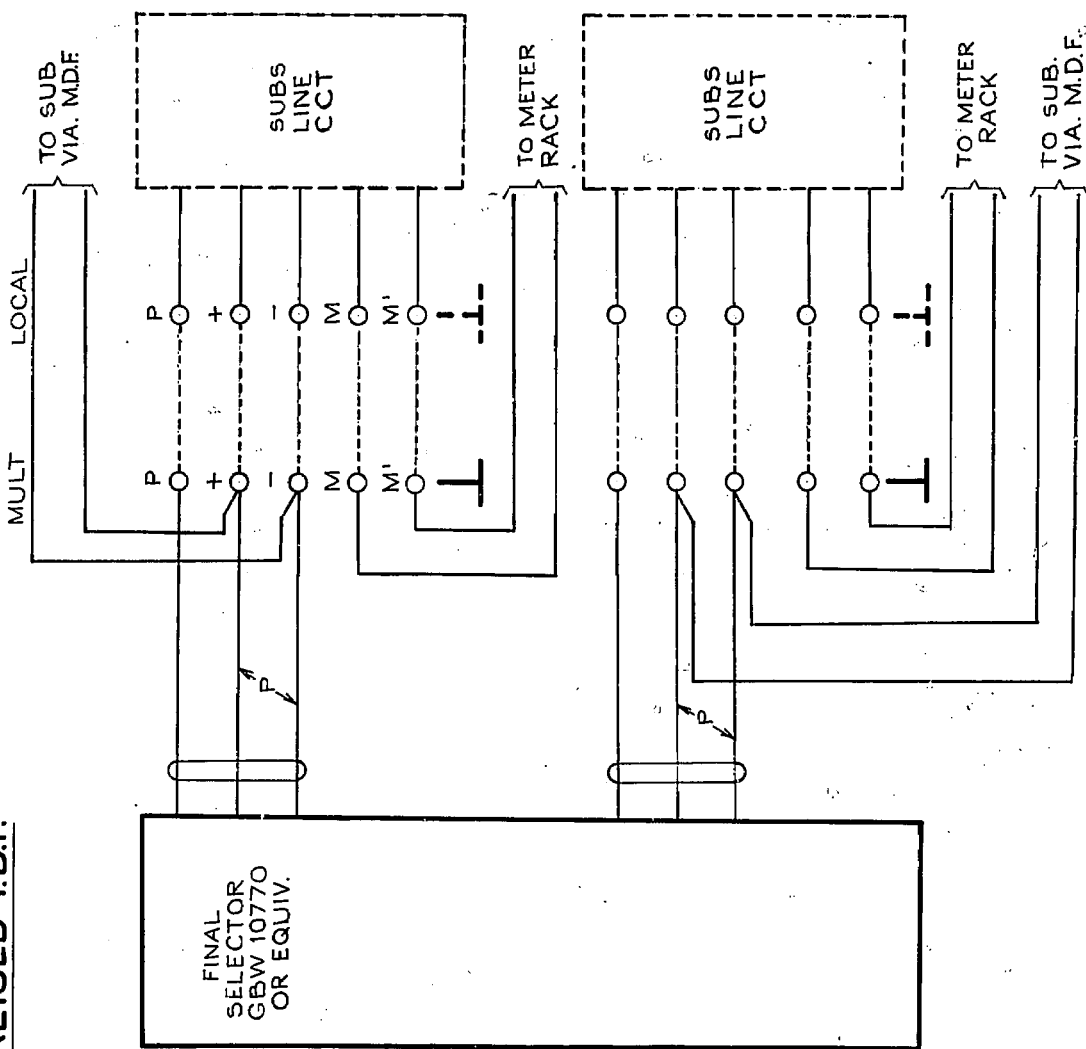 I.D.F.
MULT LOCAL
TO SUB
VIA. M.D.F.
P P
+ +
− −
M M
M' M'
SUBS
LINE
CCT
TO METER
RACK
P
FINAL
SELECTOR
GBW 10770
OR EQUIV.
SUBS
LINE
CCT
P
TO METER
RACK
TO SUB.
VIA. M.D.F.